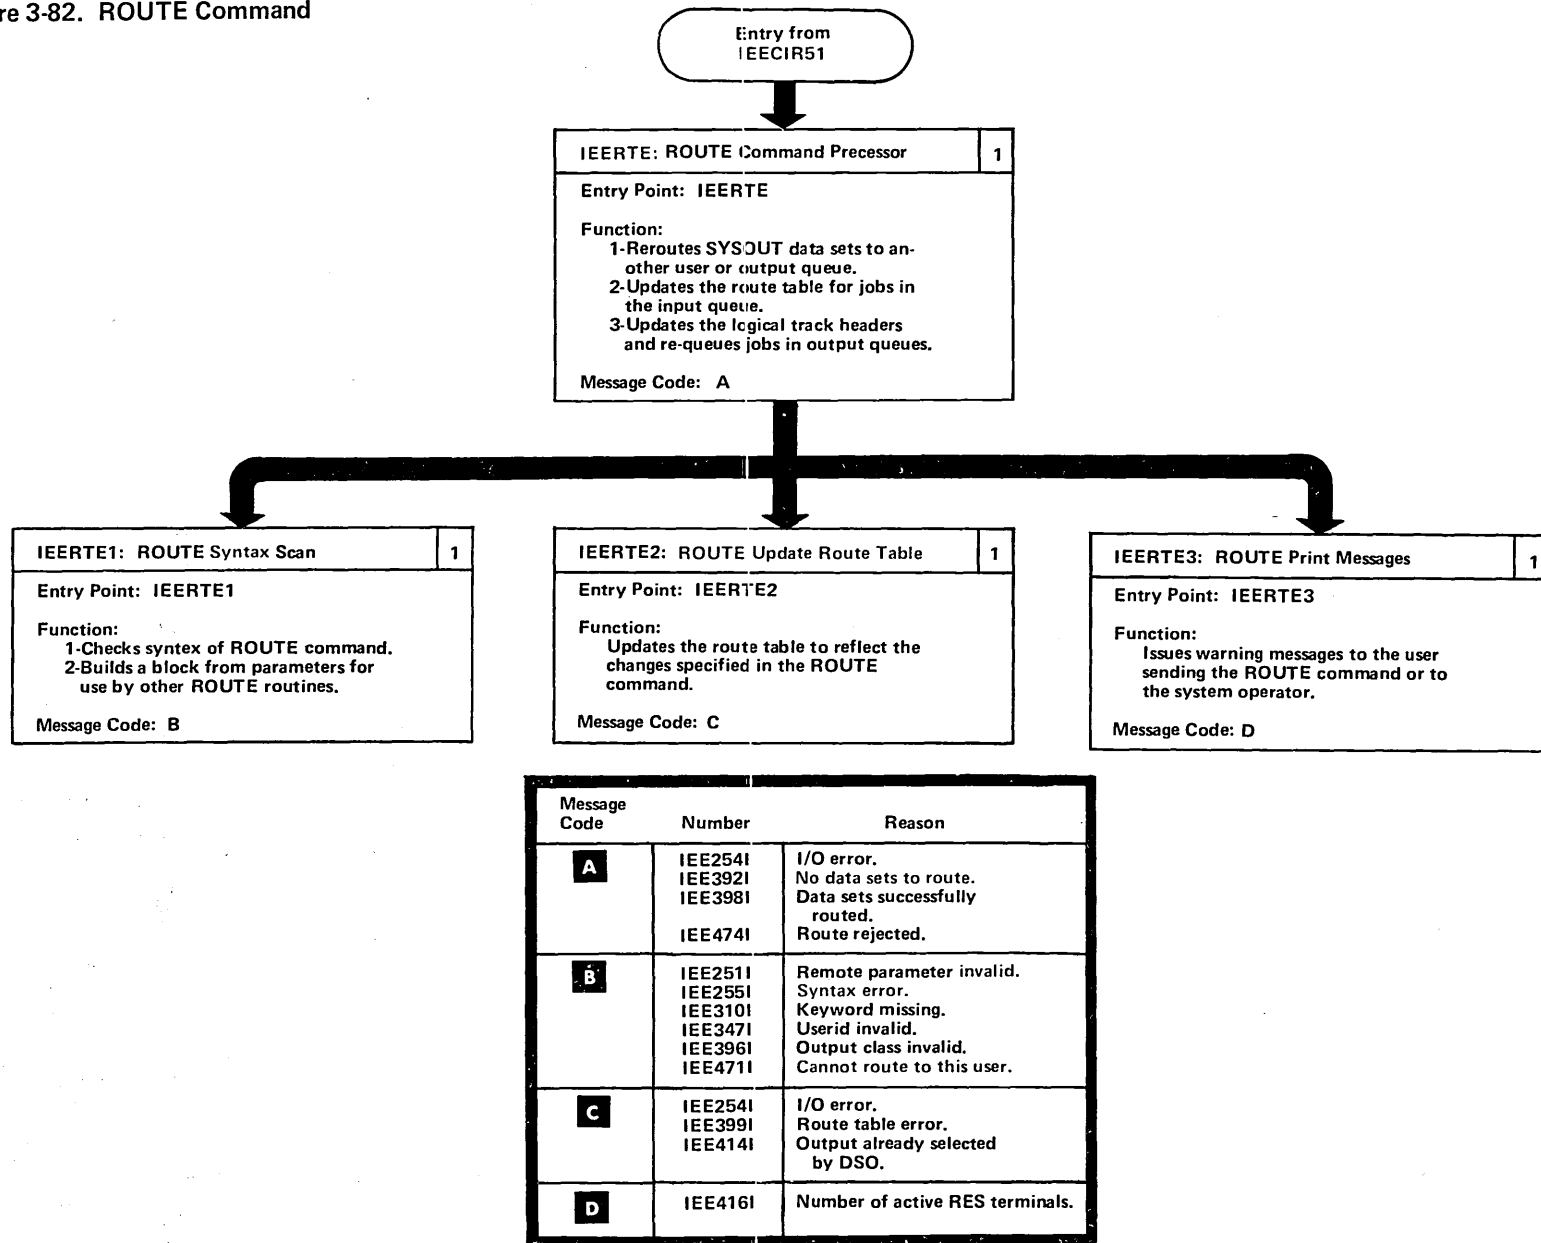 re 3-82. ROUTE Command
Entry from
IEECIR51
IEERTE: ROUTE Command Precessor 1
Entry Point: IEERTE
Function:
1-Reroutes SYSOUT data sets to an-
other user or output queue.
2-Updates the route table for jobs in
the input queue.
3-Updates the logical track headers
and re-queues jobs in output queues.
Message Code: A
IEERTE1: ROUTE Syntax Scan 1
Entry Point: IEERTE1
Function:
1-Checks syntex of ROUTE command.
2-Builds a block from parameters for
use by other ROUTE routines.
Message Code: B
IEERTE2: ROUTE Update Route Table 1
Entry Point: IEERTE2
Function:
Updates the route table to reflect the
changes specified in the ROUTE
command.
Message Code: C
IEERTE3: ROUTE Print Messages 1
Entry Point: IEERTE3
Function:
Issues warning messages to the user
sending the ROUTE command or to
the system operator.
Message Code: D
Message
Code Number Reason
A IEE254I I/O error.
IEE392I No data sets to route.
IEE398I Data sets successfully
routed.
IEE474I Route rejected.
B IEE251I Remote parameter invalid.
IEE255I Syntax error.
IEE310I Keyword missing.
IEE347I Userid invalid.
IEE396I Output class invalid.
IEE471I Cannot route to this user.
C IEE254I I/O error.
IEE399I Route table error.
IEE414I Output already selected
by DSO.
D IEE416I Number of active RES terminals.